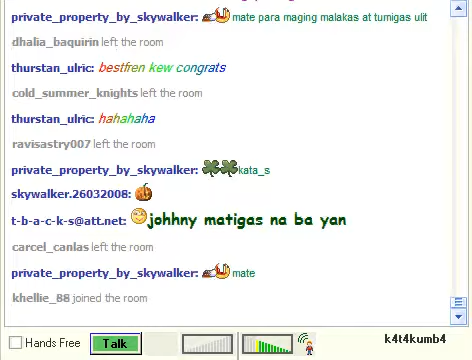 private_property_by_skywalker: mate para maging malakas at tumigas ulit
dhalia_baquirin left the room
thurstan_ulric: bestfren kew congrats
cold_summer_knights left the room
thurstan_ulric: hahahaha
ravisastry007 left the room
private_property_by_skywalker: kata_s
skywalker.26032008:
t-b-a-c-k-s@att.net: johhny matigas na ba yan
carcel_canlas left the room
private_property_by_skywalker: mate
khellie_88 joined the room
Hands Free Talk k4t4kumb4